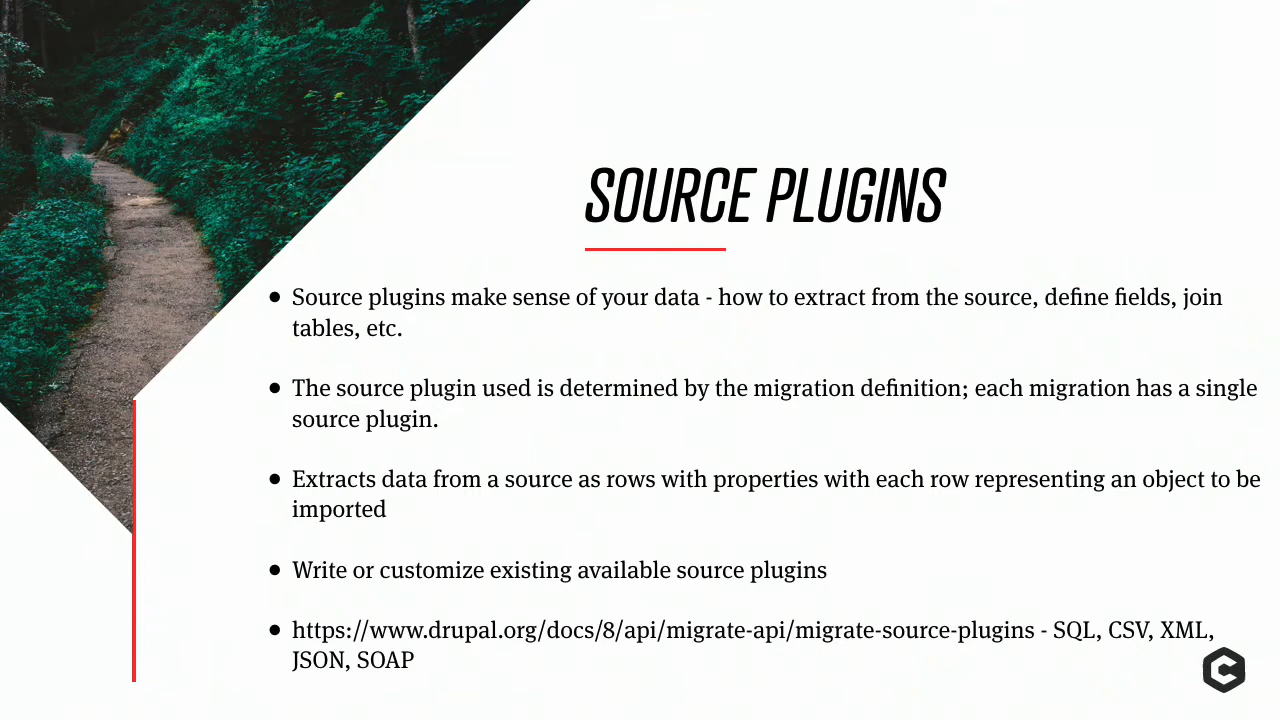 SOURCE PLUGINS
● Source plugins make sense of your data - how to extract from the source, define fields, join
tables, etc.
● The source plugin used is determined by the migration definition; each migration has a single
source plugin.
● Extracts data from a source as rows with properties with each row representing an object to be
imported
● Write or customize existing available source plugins
● https://www.drupal.org/docs/8/api/migrate-api/migrate-source-plugins - SQL, CSV, XML,
JSON, SOAP